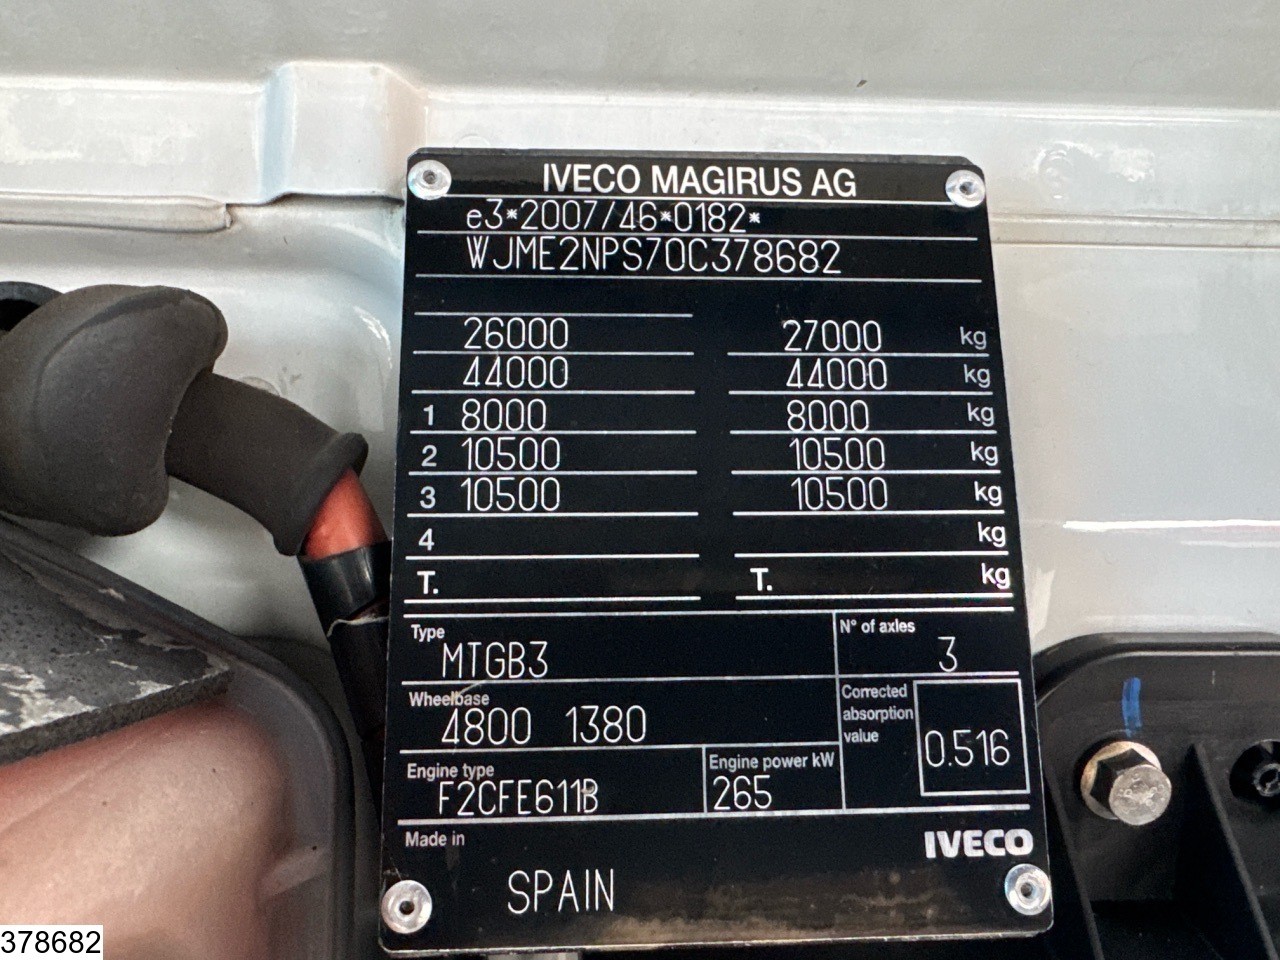 IVECO MAGIRUS AG
e3*2007/46*0182*
WJME2NPS70C378682
26000 27000 kg
44000 44000 kg
1 8000 8000 kg
2 10500 10500 kg
3 10500 10500 kg
4 kg
T. T. kg
Type
MTGB3
N° of axles
3
Wheelbase
4800 1380
Corrected
absorption
value
0.516
Engine type
F2CFE611B
Engine power kW
265
Made in
SPAIN
IVECO
378682